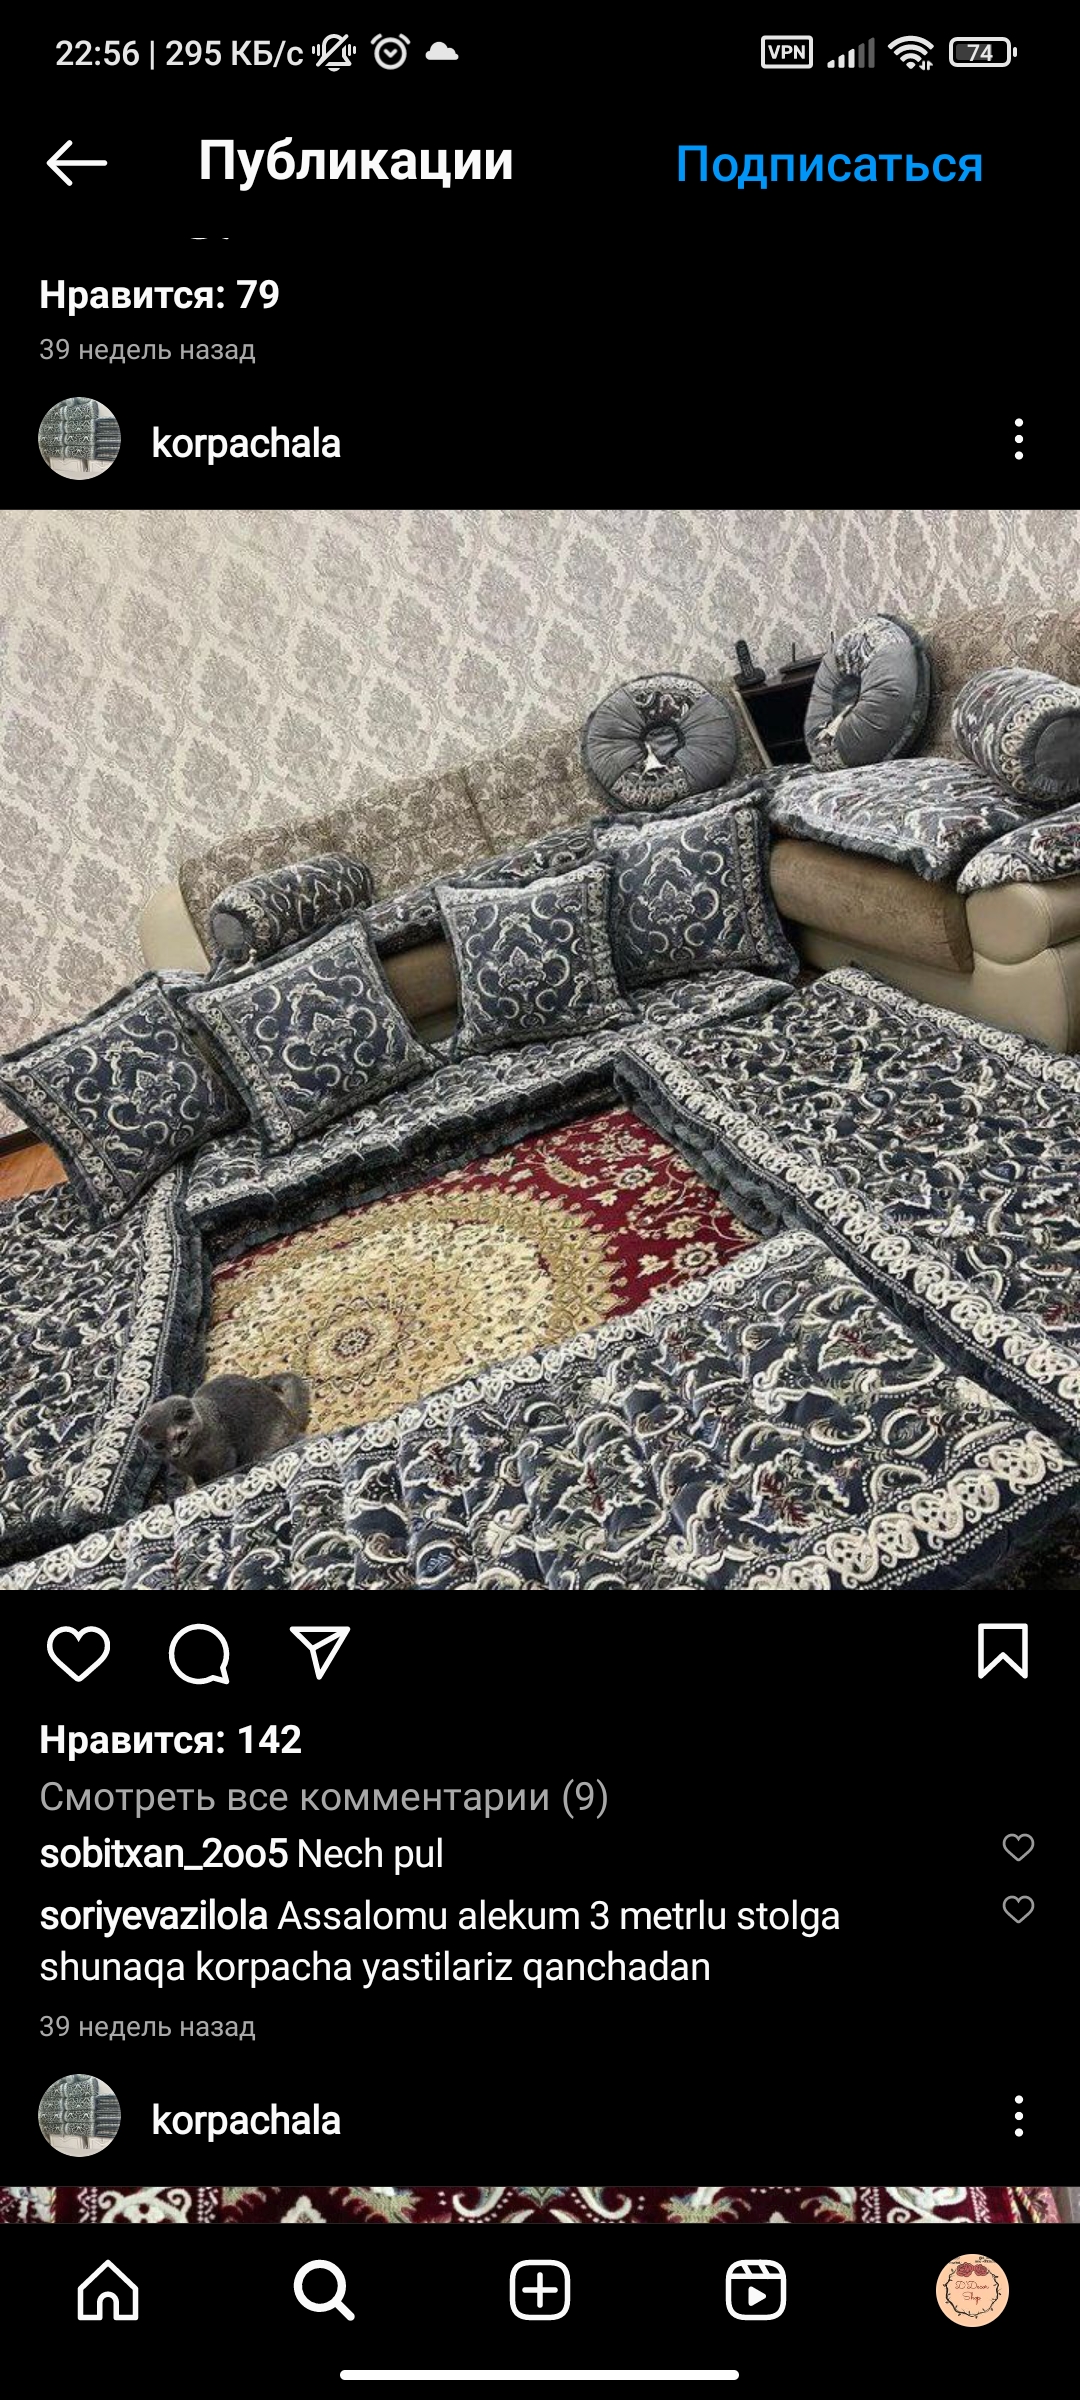 22:56 | 295 КБ/с
VPN
74
Публикации
Подписаться
Нравится: 79
39 недель назад
korpachala
Нравится: 142
Смотреть все комментарии (9)
sobitxan_2oo5 Nech pul
soriyevazilola Assalomu alekum 3 metrlu stolga
shunaqa korpacha yastilariz qanchadan
39 недель назад
korpachala
Shop